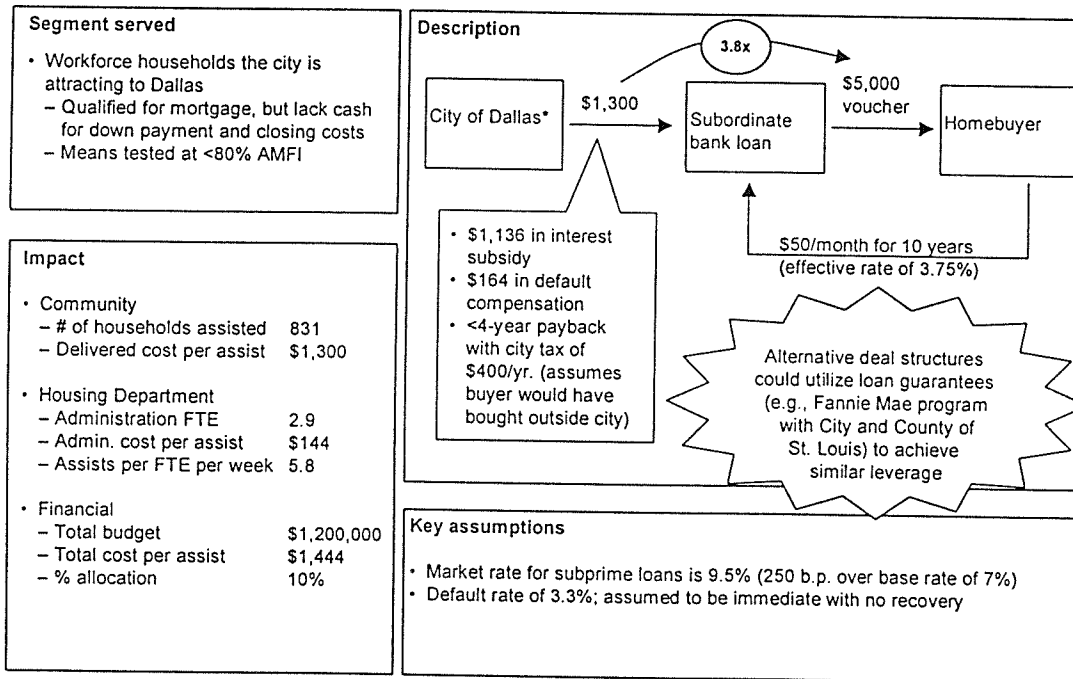 Segment served
• Workforce households the city is
attracting to Dallas
– Qualified for mortgage, but lack cash
for down payment and closing costs
– Means tested at <80% AMFI
Impact
• Community
– # of households assisted 831
– Delivered cost per assist $1,300
• Housing Department
– Administration FTE 2.9
– Admin. cost per assist $144
– Assists per FTE per week 5.8
• Financial
– Total budget $1,200,000
– Total cost per assist $1,444
– % allocation 10%
Description
3.8x
City of Dallas*
$1,300
Subordinate
bank loan
$5,000
voucher
Homebuyer
• $1,136 in interest
subsidy
• $164 in default
compensation
• <4-year payback
with city tax of
$400/yr. (assumes
buyer would have
bought outside city)
$50/month for 10 years
(effective rate of 3.75%)
Alternative deal structures
could utilize loan guarantees
(e.g., Fannie Mae program
with City and County of
St. Louis) to achieve
similar leverage
Key assumptions
• Market rate for subprime loans is 9.5% (250 b.p. over base rate of 7%)
• Default rate of 3.3%; assumed to be immediate with no recovery